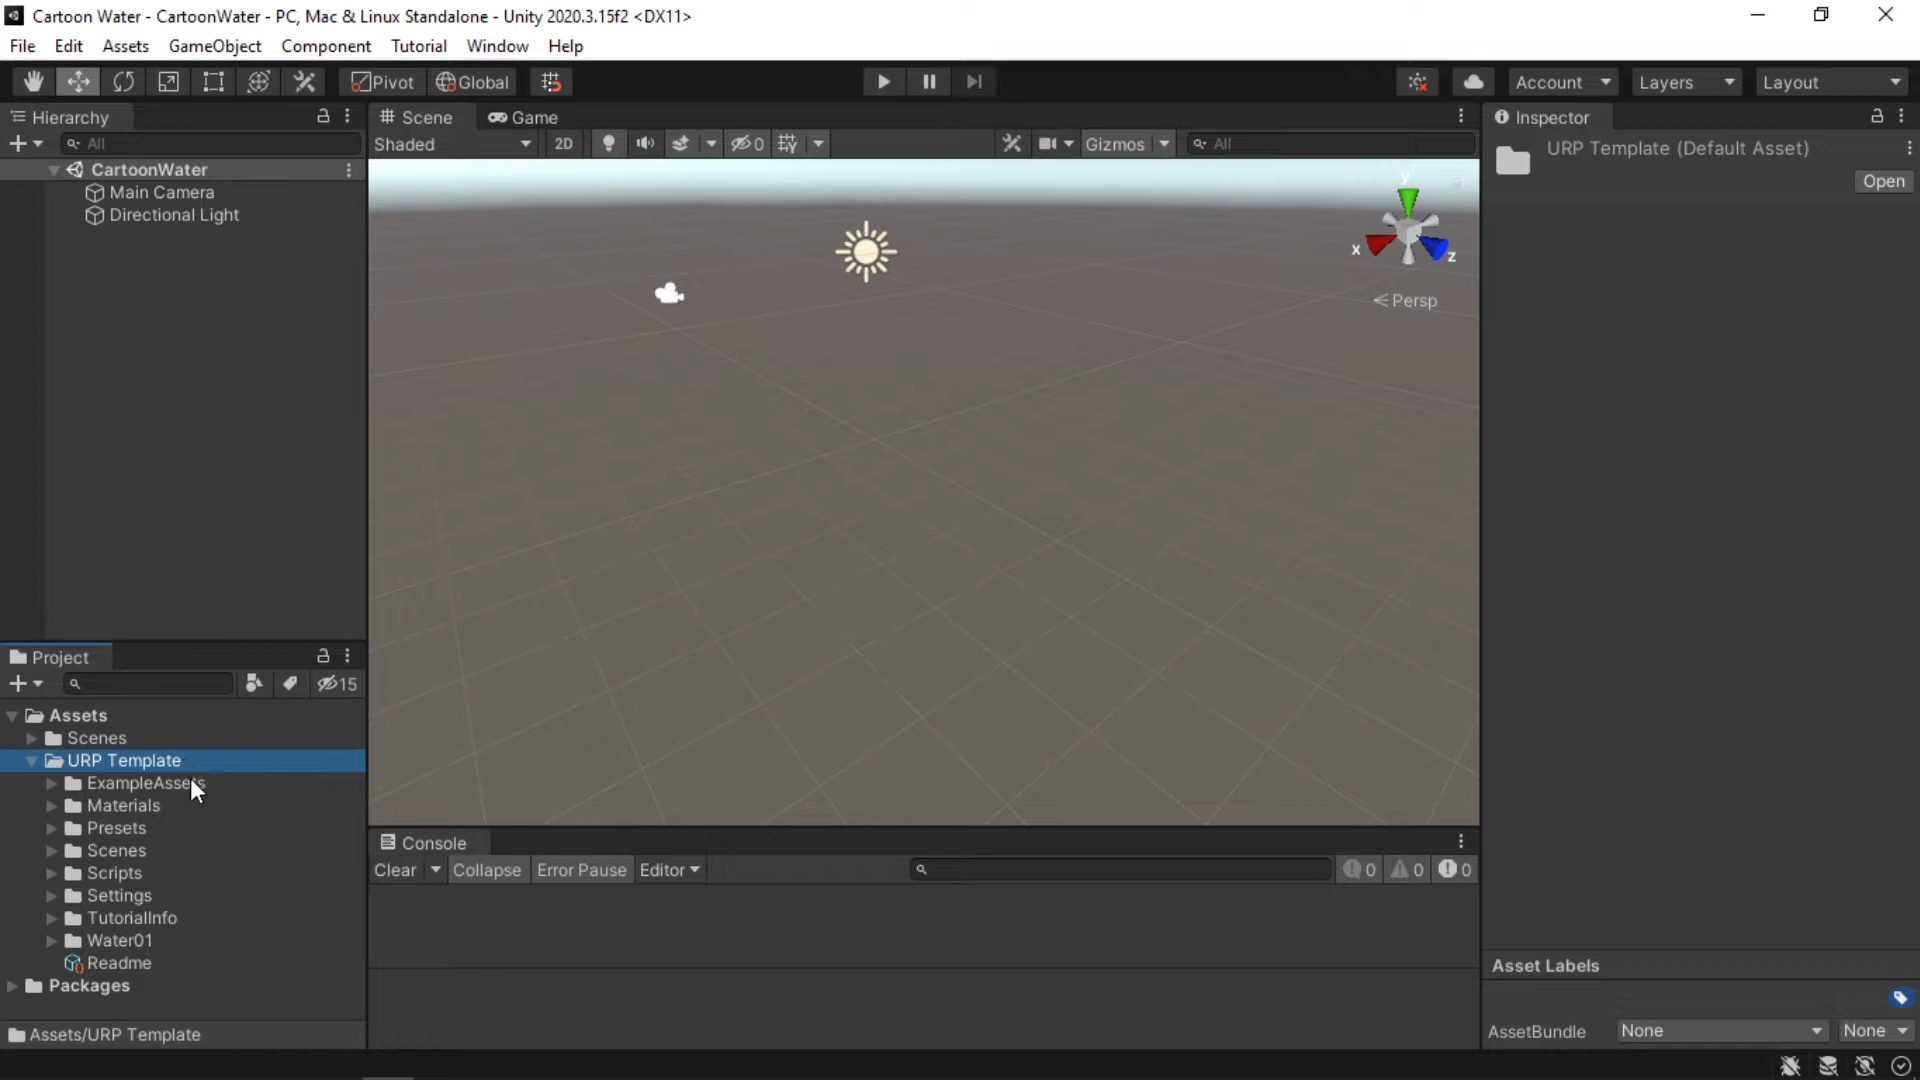 Cartoon Water - CartoonWater - PC, Mac & Linux Standalone - Unity 2020.3.15f2 <DX11>
File Edit Assets GameObject Component Tutorial Window Help
Pivot Global Account Layers Layout
Hierarchy
All
CartoonWater
Main Camera
Directional Light
Scene Game
Shaded 2D 0 Gizmos All
y
x
z
Persp
Inspector
URP Template (Default Asset)
Open
Project
15
Assets
Scenes
URP Template
ExampleAssets
Materials
Presets
Scenes
Scripts
Settings
TutorialInfo
Water01
Readme
Packages
Assets/URP Template
Console
Clear Collapse Error Pause Editor 0 0 0
Asset Labels
AssetBundle None None